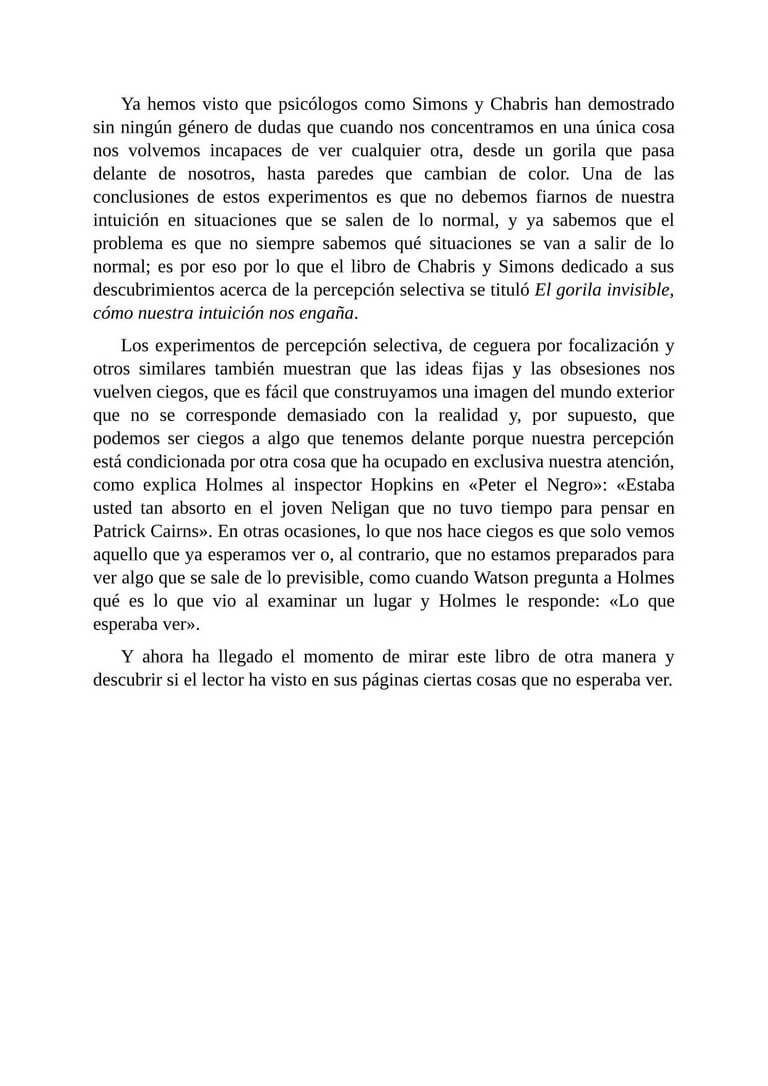 Ya hemos visto que psicólogos como Simons y Chabris han demostrado
sin ningún género de dudas que cuando nos concentramos en una única cosa
nos volvemos incapaces de ver cualquier otra, desde un gorila que pasa
delante de nosotros, hasta paredes que cambian de color. Una de las
conclusiones de estos experimentos es que no debemos fiarnos de nuestra
intuición en situaciones que se salen de lo normal, y ya sabemos que el
problema es que no siempre sabemos qué situaciones se van a salir de lo
normal; es por eso por lo que el libro de Chabris y Simons dedicado a sus
descubrimientos acerca de la percepción selectiva se tituló El gorila invisible,
cómo nuestra intuición nos engaña.
Los experimentos de percepción selectiva, de ceguera por focalización y
otros similares también muestran que las ideas fijas y las obsesiones nos
vuelven ciegos, que es fácil que construyamos una imagen del mundo exterior
que no se corresponde demasiado con la realidad y, por supuesto, que
podemos ser ciegos a algo que tenemos delante porque nuestra percepción
está condicionada por otra cosa que ha ocupado en exclusiva nuestra atención,
como explica Holmes al inspector Hopkins en «Peter el Negro»: «Estaba
usted tan absorto en el joven Neligan que no tuvo tiempo para pensar en
Patrick Cairns». En otras ocasiones, lo que nos hace ciegos es que solo vemos
aquello que ya esperamos ver o, al contrario, que no estamos preparados para
ver algo que se sale de lo previsible, como cuando Watson pregunta a Holmes
qué es lo que vio al examinar un lugar y Holmes le responde: «Lo que
esperaba ver».
Y ahora ha llegado el momento de mirar este libro de otra manera y
descubrir si el lector ha visto en sus páginas ciertas cosas que no esperaba ver.